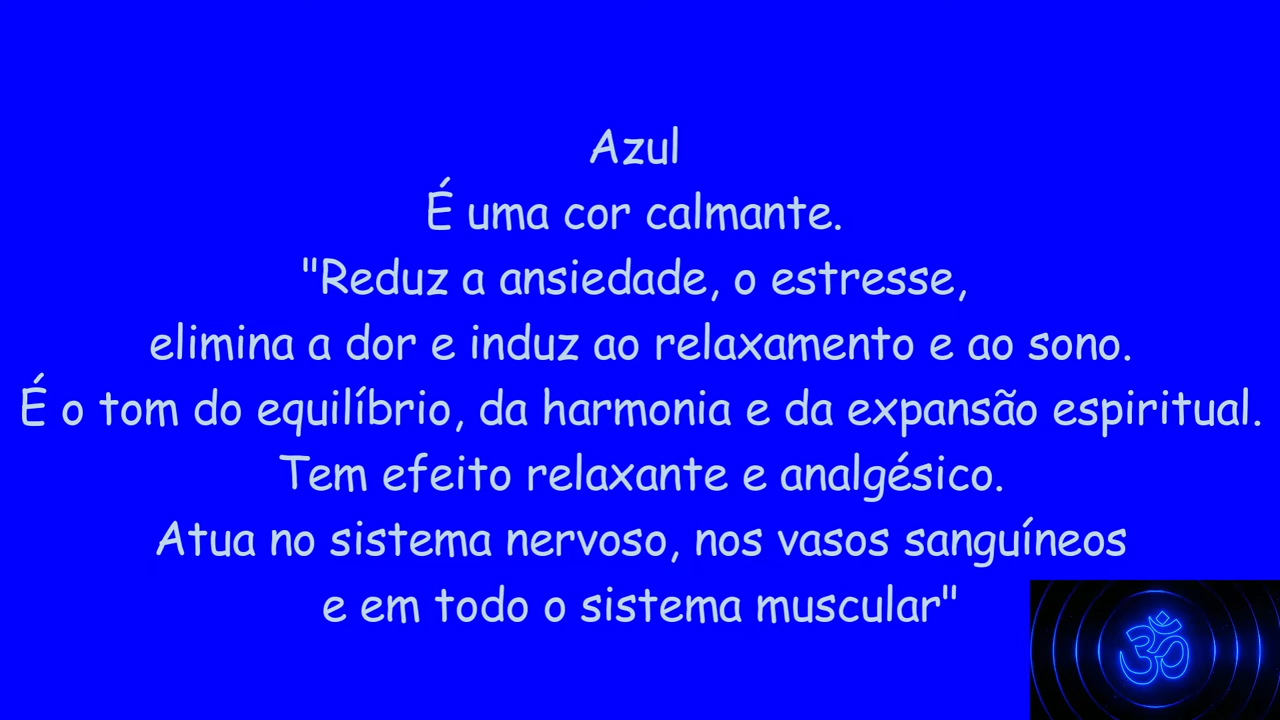 Azul
É uma cor calmante.
"Reduz a ansiedade, o estresse,
elimina a dor e induz ao relaxamento e ao sono.
É o tom do equilíbrio, da harmonia e da expansão espiritual.
Tem efeito relaxante e analgésico.
Atua no sistema nervoso, nos vasos sanguíneos
e em todo o sistema muscular"
ॐ